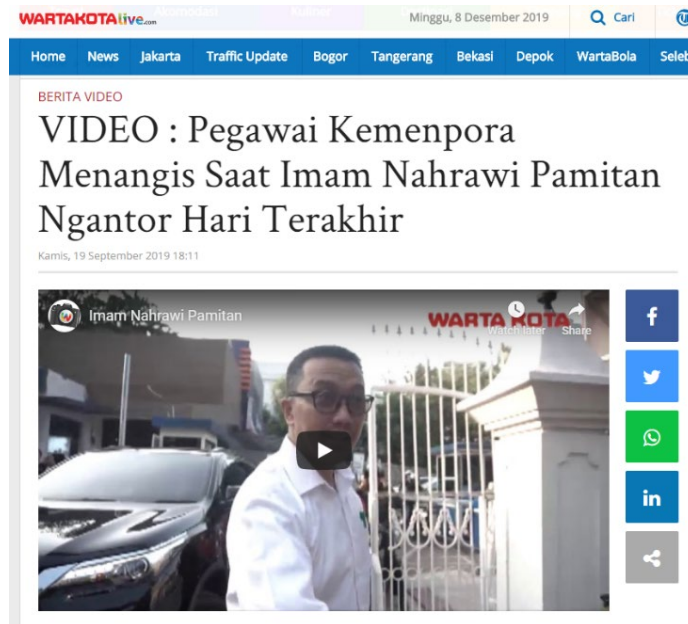 WARTAKOTAlive.com
Minggu, 8 Desember 2019
Cari
Home News Jakarta Traffic Update Bogor Tangerang Bekasi Depok WartaBola Seleb
BERITA VIDEO
VIDEO : Pegawai Kemenpora
Menangis Saat Imam Nahrawi Pamitan
Ngantor Hari Terakhir
Kamis, 19 September 2019 18:11
Imam Nahrawi Pamitan
WARTA KOTA
Watch later Share